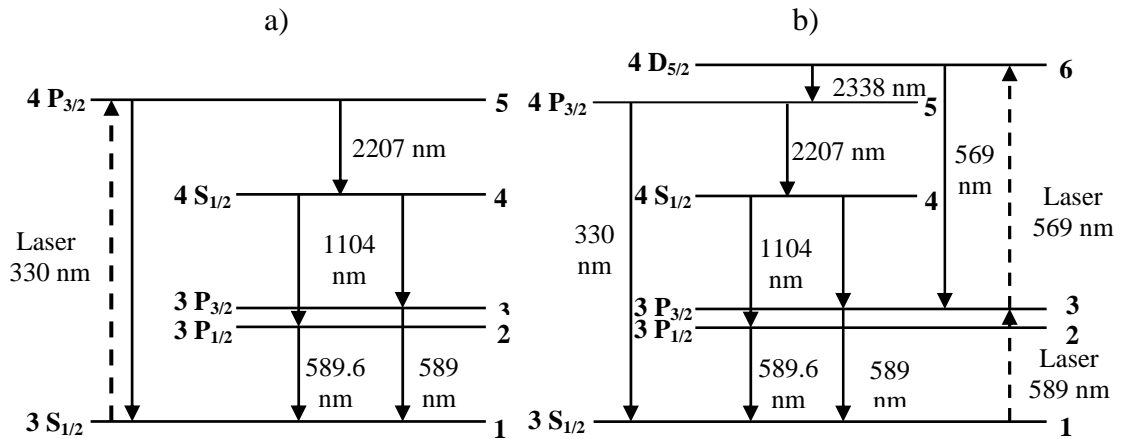 a)
4 P3/2
5
2207 nm
4 S1/2
4
Laser
330 nm
1104
nm
3 P3/2
3
3 P1/2
2
589.6
nm
589
nm
3 S1/2
1
b)
4 D5/2
6
2338 nm
4 P3/2
5
2207 nm
569
nm
4 S1/2
4
Laser
569 nm
330
nm
1104
nm
3 P3/2
3
3 P1/2
2
589.6
nm
589
nm
Laser
589 nm
3 S1/2
1